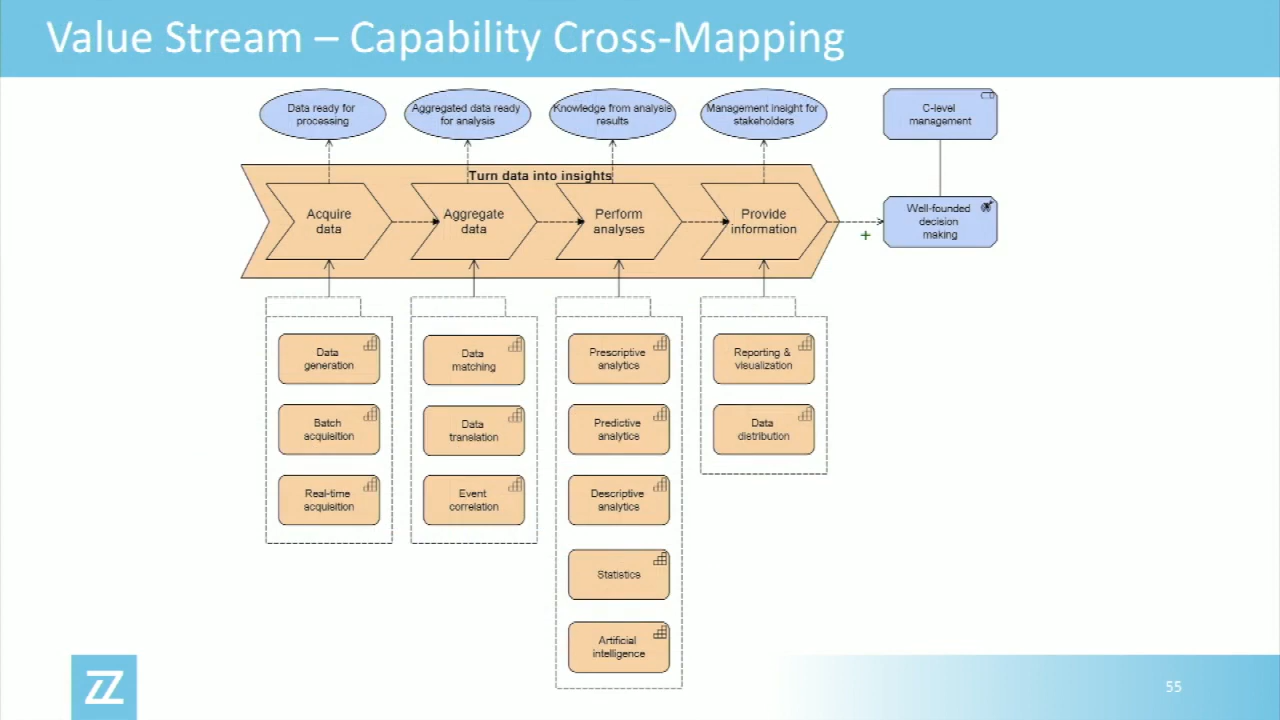 Value Stream – Capability Cross-Mapping
Data ready for
processing
Aggregated data ready
for analysis
Knowledge from analysis
results
Management insight for
stakeholders
C-level
management
Turn data into insights
Acquire
data
Aggregate
data
Perform
analyses
Provide
information
+
Well-founded
decision
making
Data
generation
Batch
acquisition
Real-time
acquisition
Data
matching
Data
translation
Event
correlation
Prescriptive
analytics
Predictive
analytics
Descriptive
analytics
Statistics
Artificial
intelligence
Reporting &
visualization
Data
distribution
ZZ
55